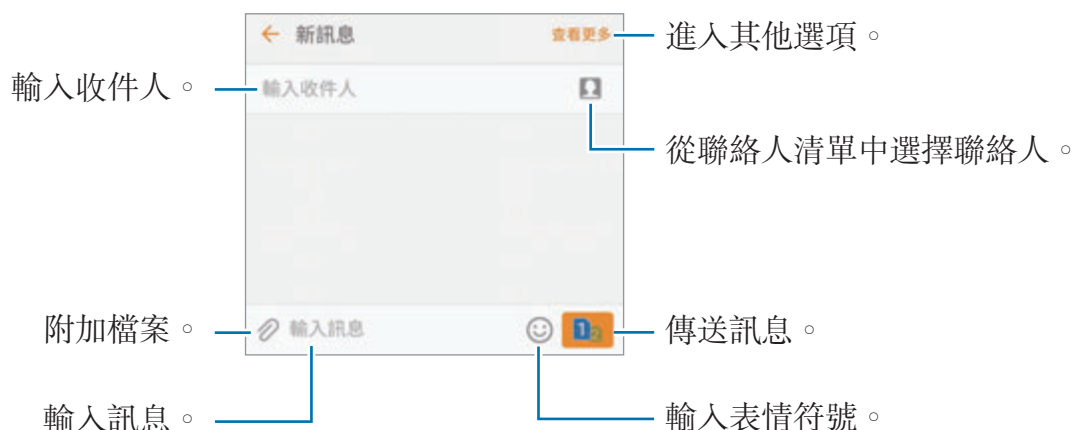 ← 新訊息 查看更多
進入其他選項。
輸入收件人。
輸入收件人
從聯絡人清單中選擇聯絡人。
附加檔案。
輸入訊息
1 2
傳送訊息。
輸入訊息。
輸入表情符號。